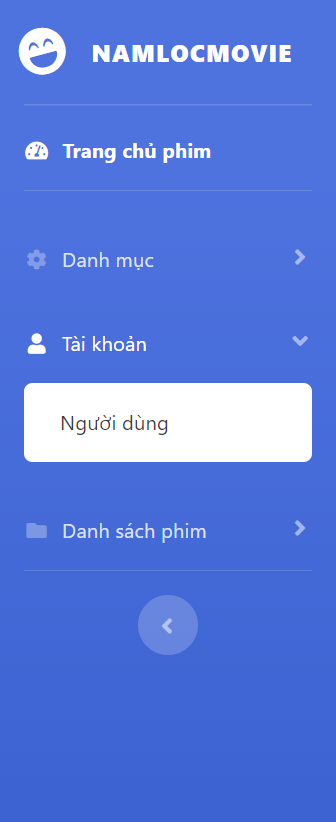 NAMLOCMOVIE
Trang chủ phim
Danh mục
Tài khoản
Người dùng
Danh sách phim